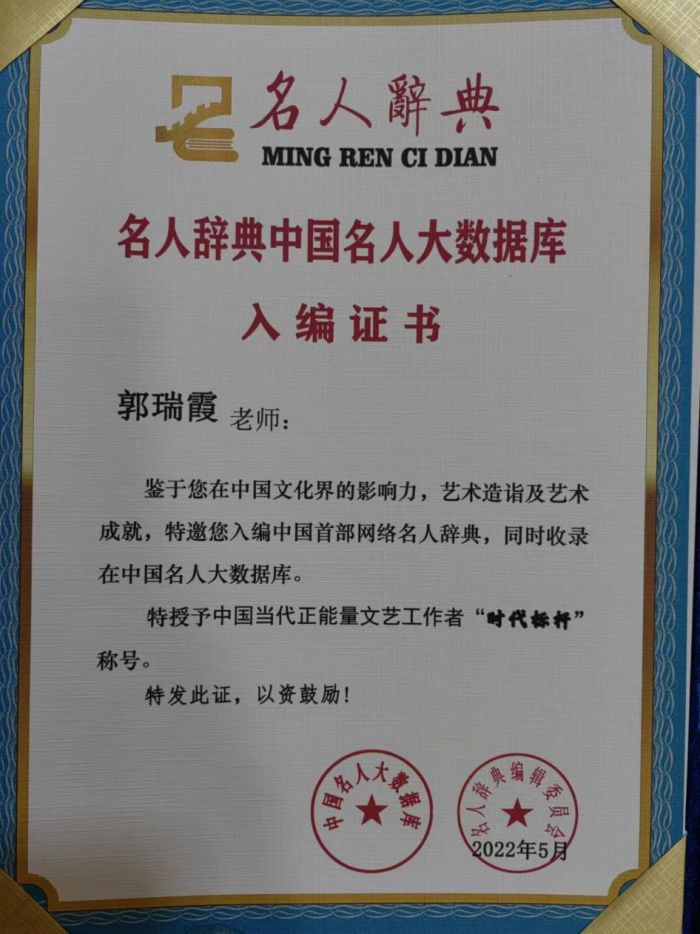 名人辭典
MING REN CI DIAN
名人辞典中国名人大数据库
入编证书
郭瑞霞 老师：
鉴于您在中国文化界的影响力，艺术造诣及艺术
成就，特邀您入编中国首部网络名人辞典，同时收录
在中国名人大数据库。
特授予中国当代正能量文艺工作者“时代标杆”
称号。
特发此证，以资鼓励！
中国名人大数据库
名人辞典编辑委员会
2022年5月